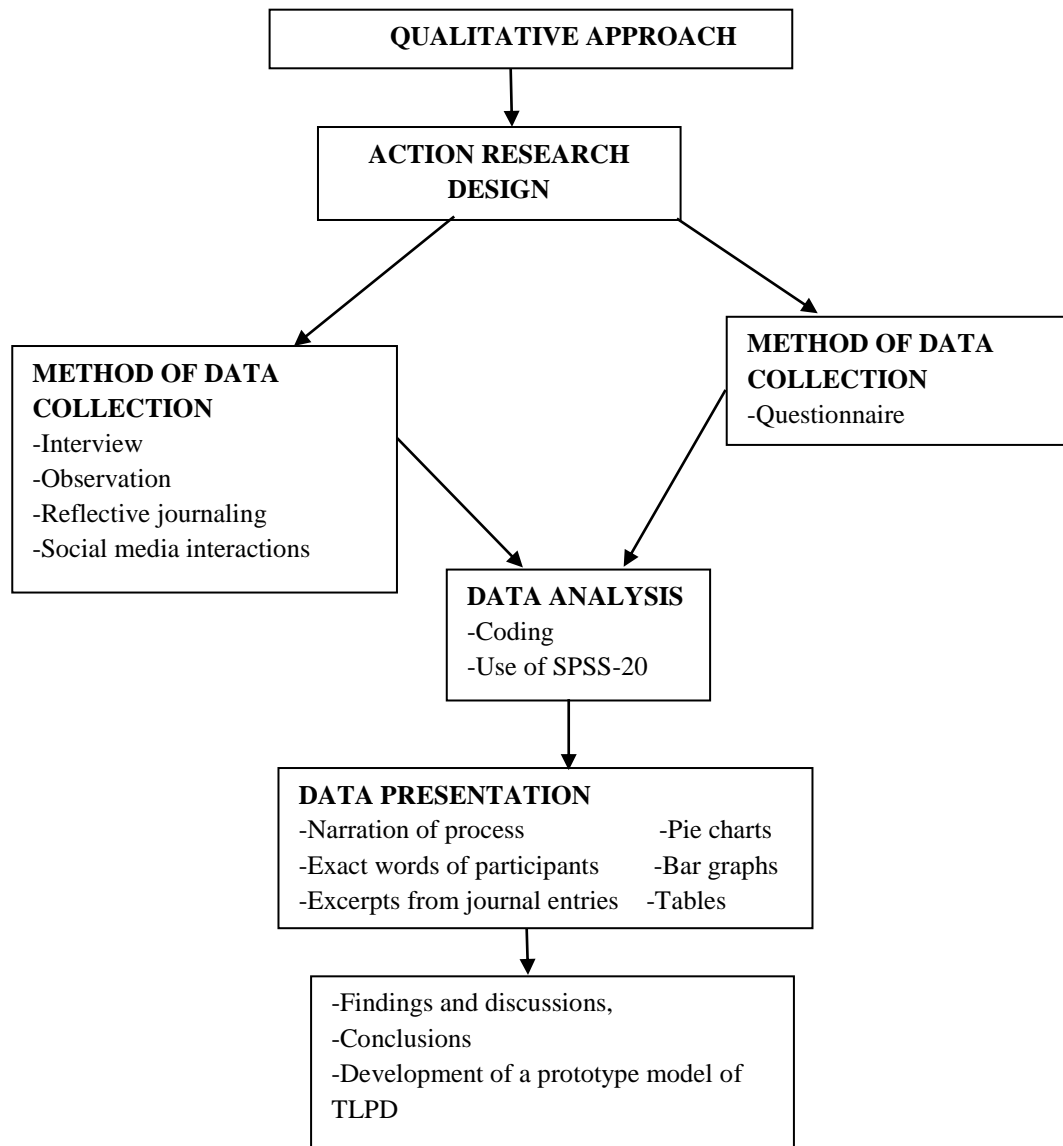 QUALITATIVE APPROACH
ACTION RESEARCH
DESIGN
METHOD OF DATA
COLLECTION
-Interview
-Observation
-Reflective journaling
-Social media interactions
METHOD OF DATA
COLLECTION
-Questionnaire
DATA ANALYSIS
-Coding
-Use of SPSS-20
DATA PRESENTATION
-Narration of process -Pie charts
-Exact words of participants -Bar graphs
-Excerpts from journal entries -Tables
-Findings and discussions,
-Conclusions
-Development of a prototype model of
TLPD